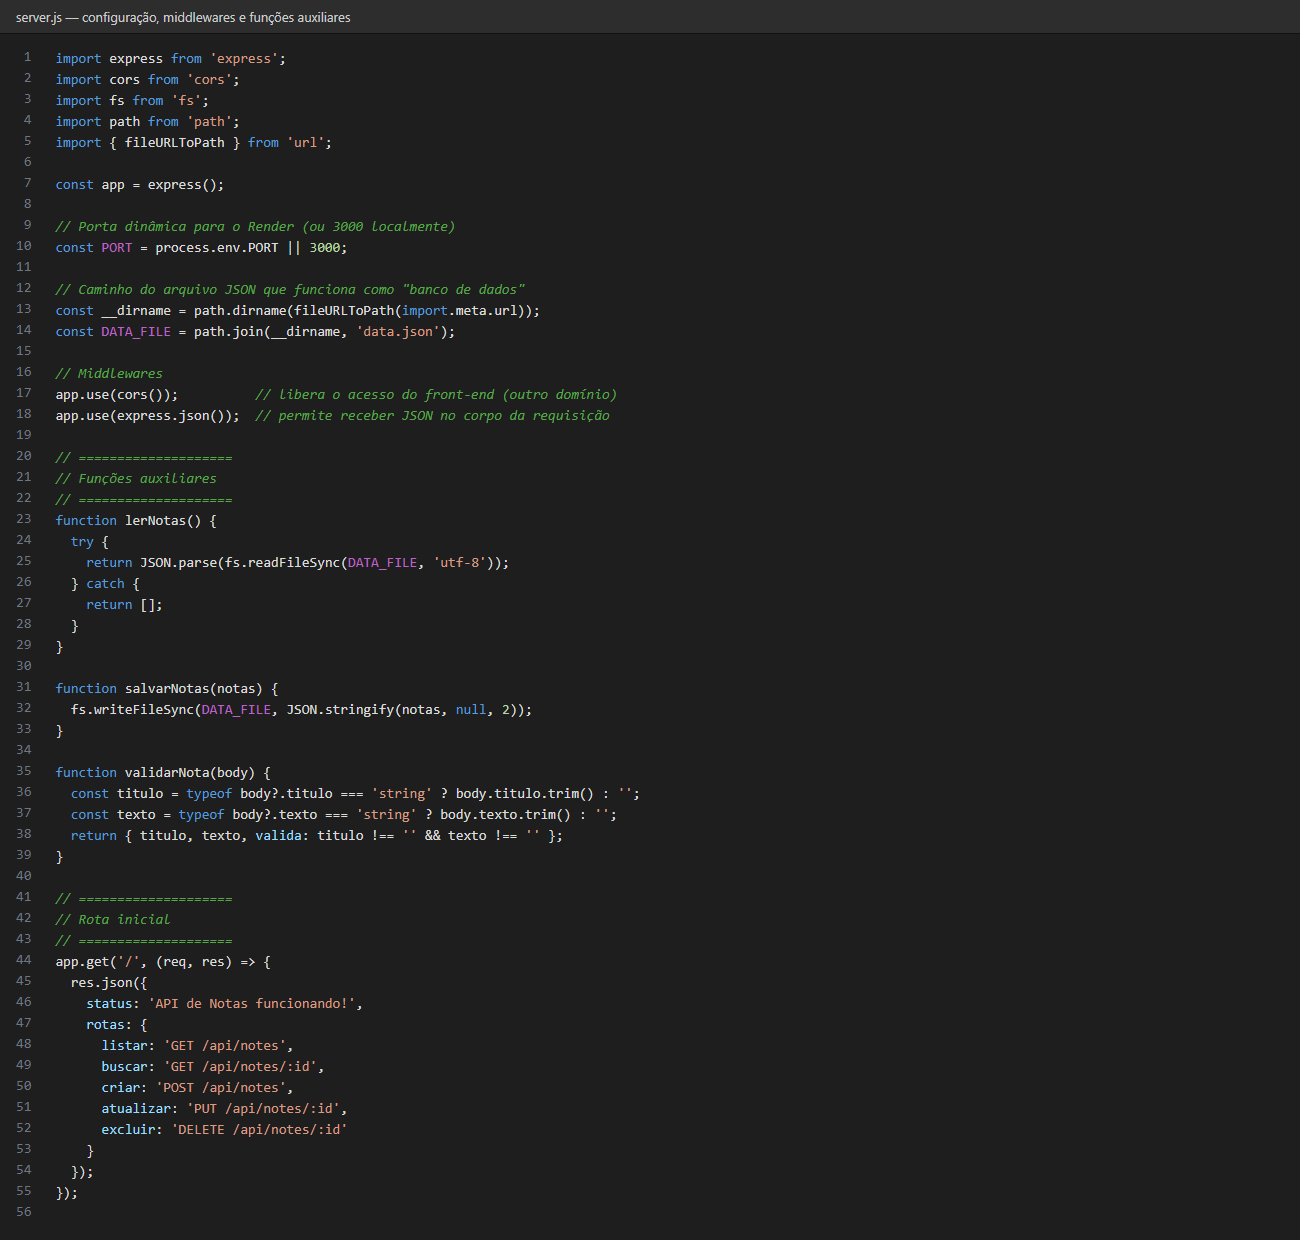 server.js — configuração, middlewares e funções auxiliares
1 import express from 'express';
2 import cors from 'cors';
3 import fs from 'fs';
4 import path from 'path';
5 import { fileURLToPath } from 'url';
6
7 const app = express();
8
9 // Porta dinâmica para o Render (ou 3000 localmente)
10 const PORT = process.env.PORT || 3000;
11
12 // Caminho do arquivo JSON que funciona como "banco de dados"
13 const __dirname = path.dirname(fileURLToPath(import.meta.url));
14 const DATA_FILE = path.join(__dirname, 'data.json');
15
16 // Middlewares
17 app.use(cors());          // libera o acesso do front-end (outro domínio)
18 app.use(express.json());  // permite receber JSON no corpo da requisição
19
20 // ====================
21 // Funções auxiliares
22 // ====================
23 function lerNotas() {
24   try {
25     return JSON.parse(fs.readFileSync(DATA_FILE, 'utf-8'));
26   } catch {
27     return [];
28   }
29 }
30
31 function salvarNotas(notas) {
32   fs.writeFileSync(DATA_FILE, JSON.stringify(notas, null, 2));
33 }
34
35 function validarNota(body) {
36   const titulo = typeof body?.titulo === 'string' ? body.titulo.trim() : '';
37   const texto = typeof body?.texto === 'string' ? body.texto.trim() : '';
38   return { titulo, texto, valida: titulo !== '' && texto !== '' };
39 }
40
41 // ====================
42 // Rota inicial
43 // ====================
44 app.get('/', (req, res) => {
45   res.json({
46     status: 'API de Notas funcionando!',
47     rotas: {
48       listar: 'GET /api/notes',
49       buscar: 'GET /api/notes/:id',
50       criar: 'POST /api/notes',
51       atualizar: 'PUT /api/notes/:id',
52       excluir: 'DELETE /api/notes/:id'
53     }
54   });
55 });
56